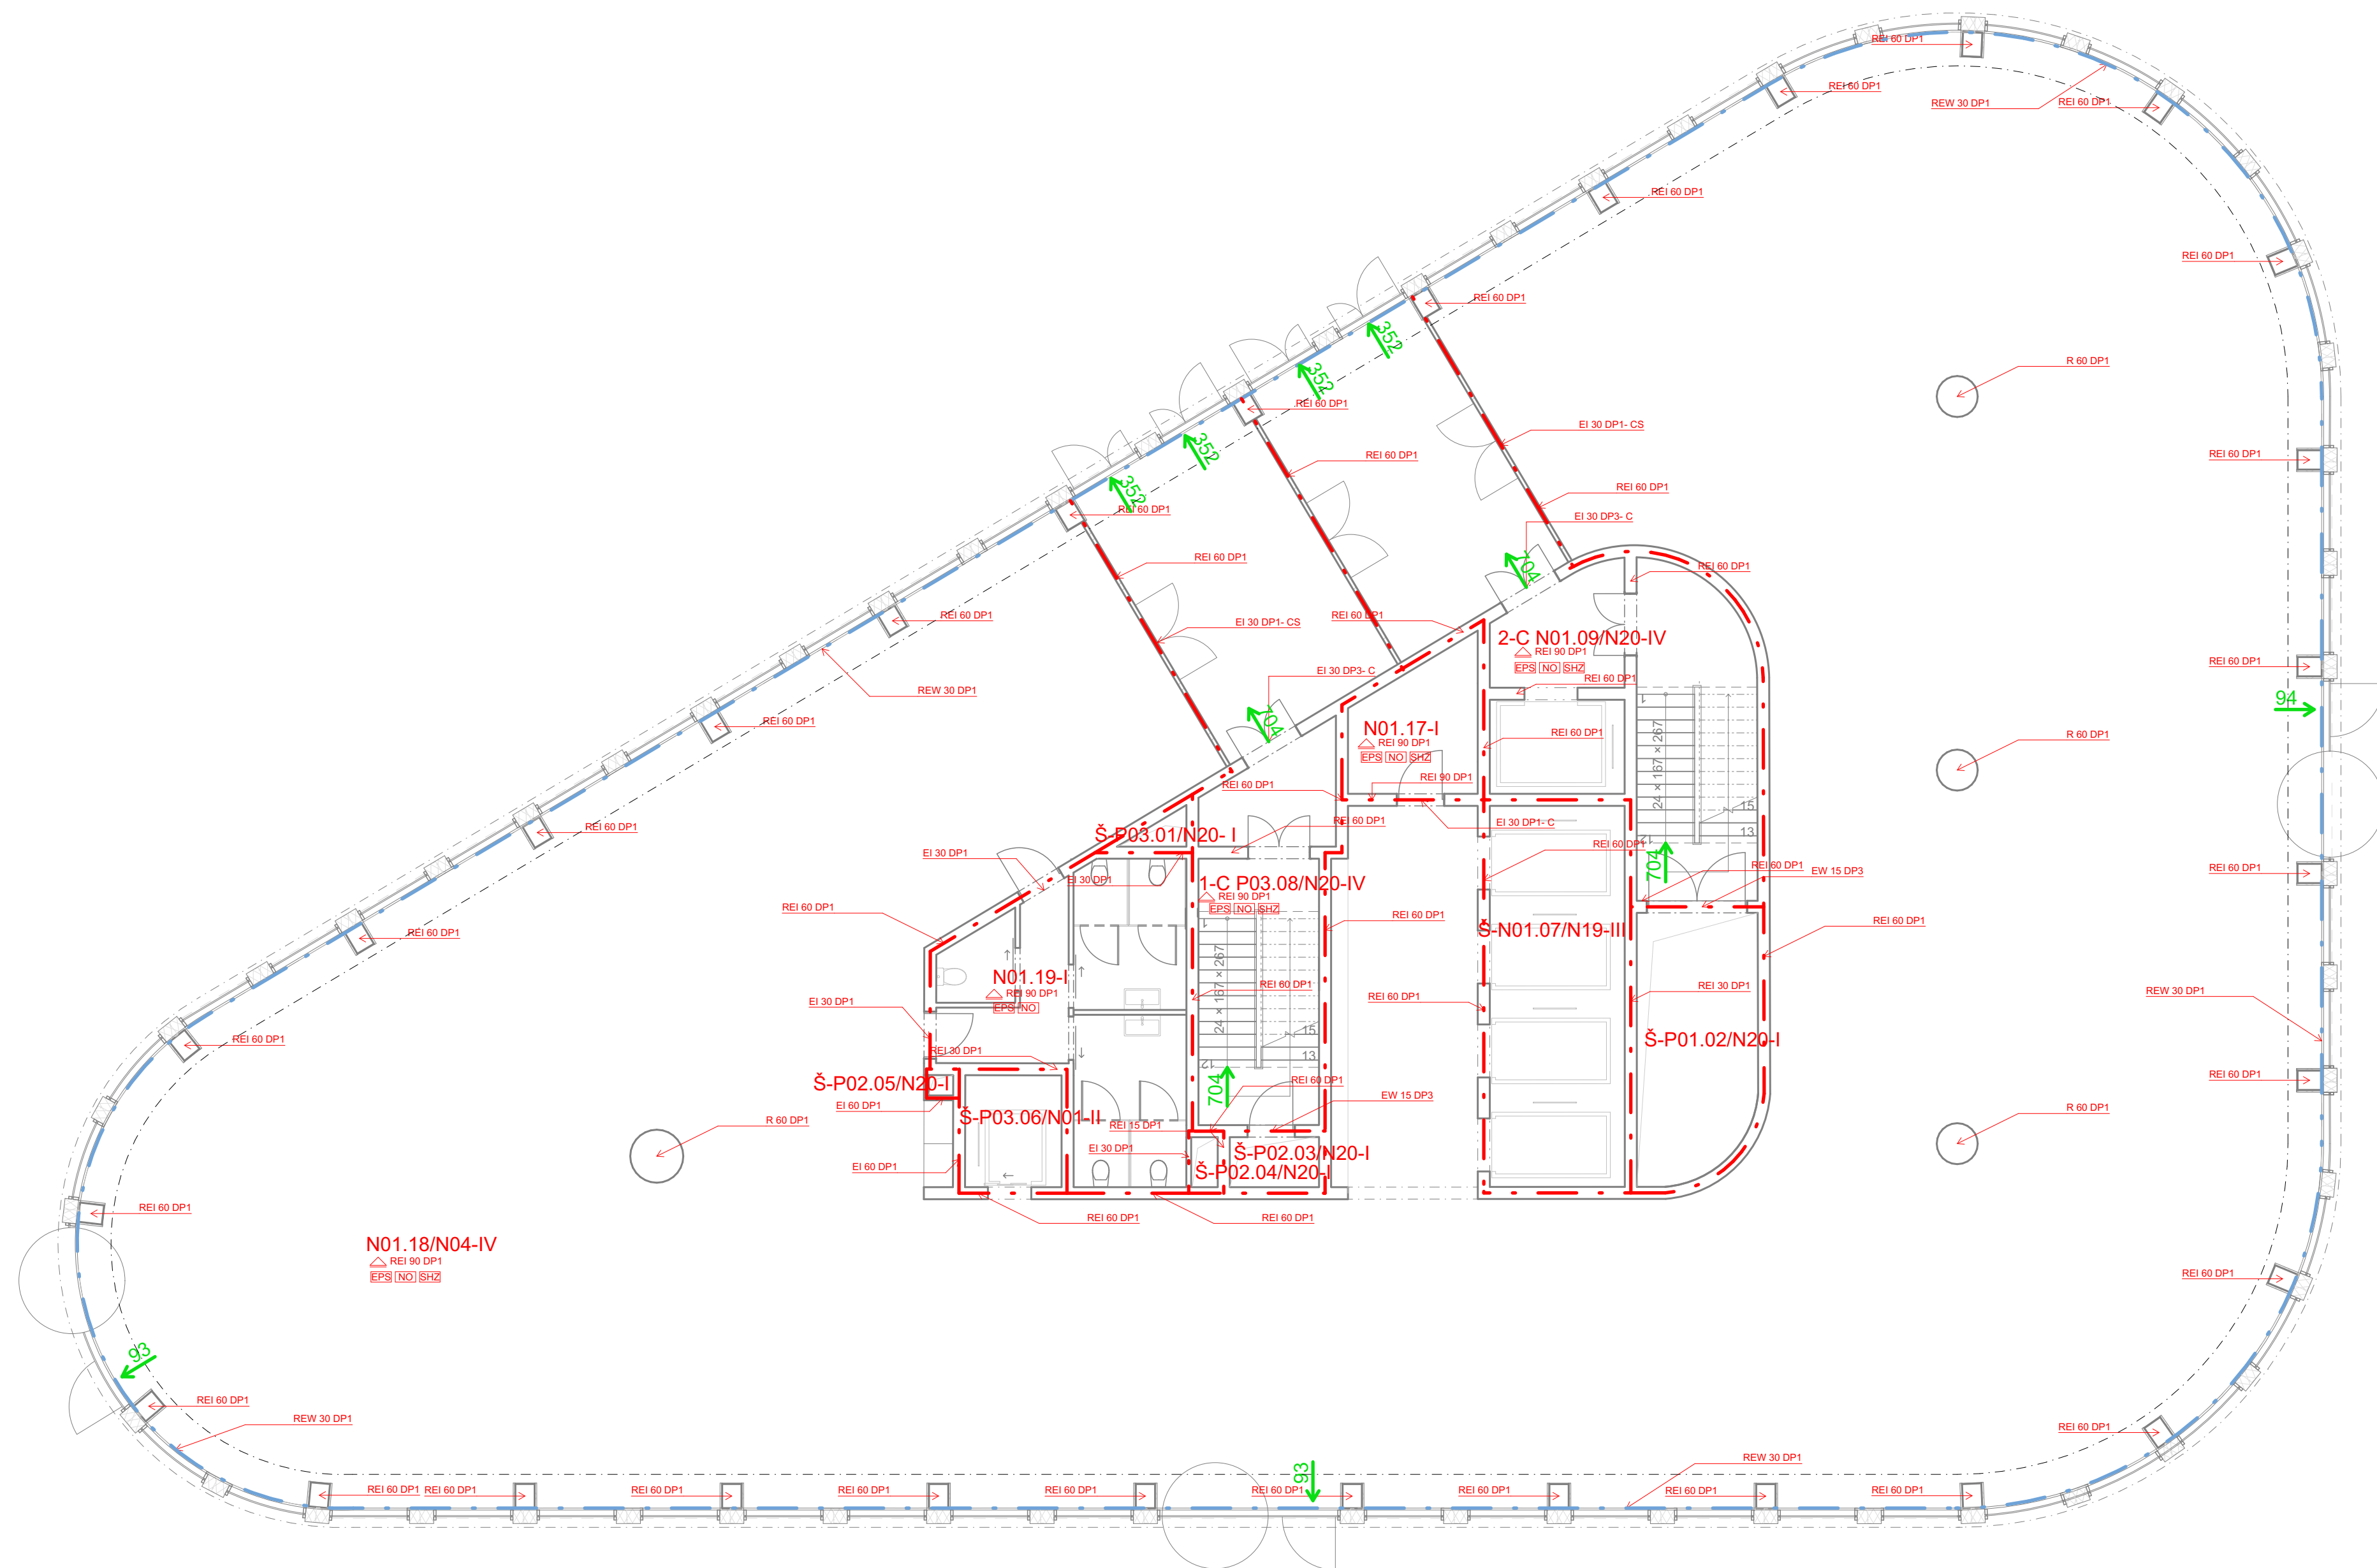 REI 60 DP1
REI 60 DP1
REW 30 DP1
REI 60 DP1
REI 60 DP1
REI 60 DP1
REI 60 DP1
352
R 60 DP1
352
REI 60 DP1
EI 30 DP1- CS
352
REI 60 DP1
REI 60 DP1
352
REI 60 DP1
REI 60 DP1
EI 30 DP3- C
REI 60 DP1
REI 60 DP1
704
REI 60 DP1
REI 60 DP1
EI 30 DP1- CS
2-C N01.09/N20-IV
REI 90 DP1
EPS NO SHZ
REI 60 DP1
EI 30 DP3- C
REI 60 DP1
REW 30 DP1
94
704
REI 60 DP1
N01.17-I
REI 90 DP1
EPS NO SHZ
REI 60 DP1
24 × 167 × 267
1
R 60 DP1
REI 90 DP1
REI 60 DP1
15
REI 60 DP1
Š-P03.01/N20- I
REI 60 DP1
EI 30 DP1- C
13
12
EI 30 DP1
REI 60 DP1
704
REI 60 DP1
EW 15 DP3
REI 60 DP1
EI 30 DP1
1-C P03.08/N20-IV
REI 90 DP1
EPS NO SHZ
REI 60 DP1
REI 60 DP1
REI 60 DP1
Š-N01.07/N19-III
REI 60 DP1
1
24 × 167 × 267
N01.19-I
REI 90 DP1
EPS NO
REI 60 DP1
REI 30 DP1
REW 30 DP1
EI 30 DP1
REI 60 DP1
15
REI 60 DP1
REI 30 DP1
13
12
Š-P01.02/N20-I
Š-P02.05/N20-I
704
REI 60 DP1
REI 60 DP1
EI 60 DP1
EW 15 DP3
R 60 DP1
R 60 DP1
Š-P03.06/N01-II
REI 15 DP1
EI 30 DP1
Š-P02.03/N20-I
EI 60 DP1
Š-P02.04/N20-I
REI 60 DP1
REI 60 DP1
REI 60 DP1
N01.18/N04-IV
REI 90 DP1
EPS NO SHZ
REI 60 DP1
93
REI 60 DP1
REW 30 DP1
REI 60 DP1
REW 30 DP1
93
REI 60 DP1
REI 60 DP1
REI 60 DP1
REI 60 DP1
REI 60 DP1
REI 60 DP1
REI 60 DP1
REI 60 DP1
REI 60 DP1